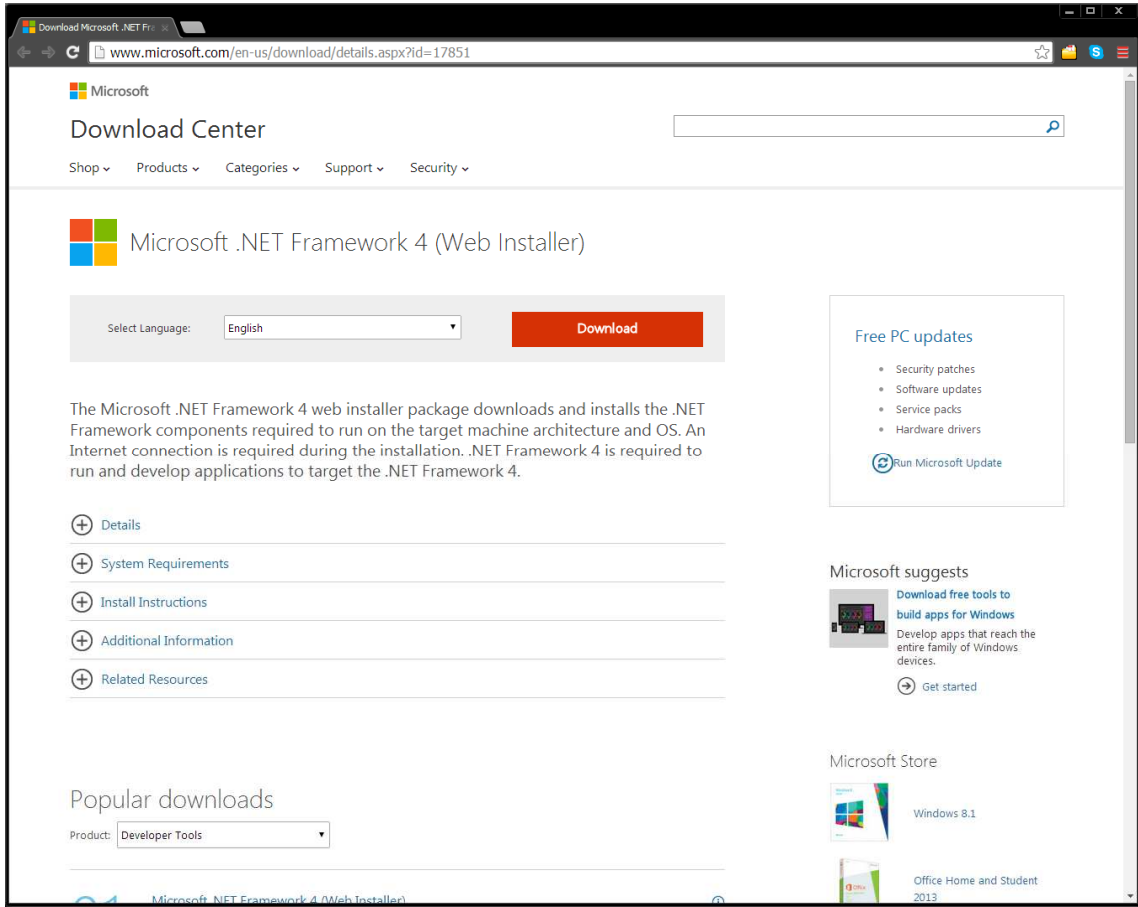 Download Microsoft .NET Fra
www.microsoft.com/en-us/download/details.aspx?id=17851
Microsoft
Download Center
Shop Products Categories Support Security
Microsoft .NET Framework 4 (Web Installer)
Select Language: English Download
The Microsoft .NET Framework 4 web installer package downloads and installs the .NET
Framework components required to run on the target machine architecture and OS. An
Internet connection is required during the installation. .NET Framework 4 is required to
run and develop applications to target the .NET Framework 4.
Details
System Requirements
Install Instructions
Additional Information
Related Resources
Popular downloads
Product: Developer Tools
Microsoft .NET Framework 4 (Web Installer)
Free PC updates
Security patches
Software updates
Service packs
Hardware drivers
Run Microsoft Update
Microsoft suggests
Download free tools to
build apps for Windows
Develop apps that reach the
entire family of Windows
devices.
Get started
Microsoft Store
Windows 8.1
Office Home and Student
2013